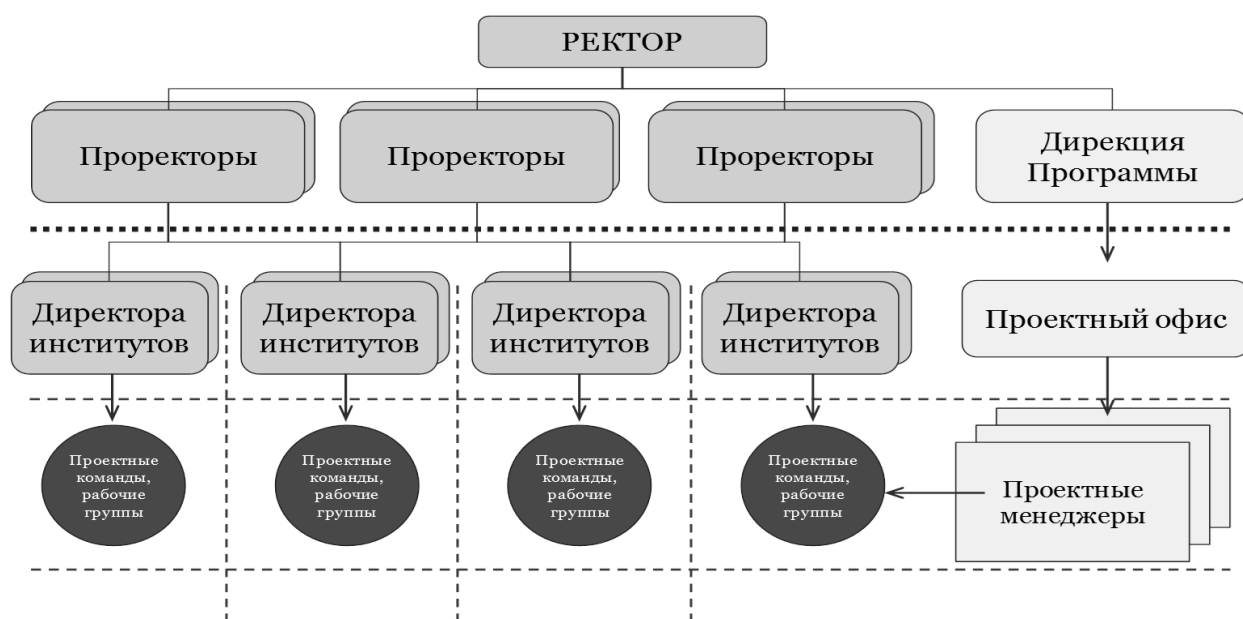 РЕКТОР
Проректоры
Проректоры
Проректоры
Дирекция
Программы
Директора
институтов
Директора
институтов
Директора
институтов
Директора
институтов
Проектный офис
Проектные
команды,
рабочие
группы
Проектные
команды,
рабочие
группы
Проектные
команды,
рабочие
группы
Проектные
команды,
рабочие
группы
Проектные
менеджеры